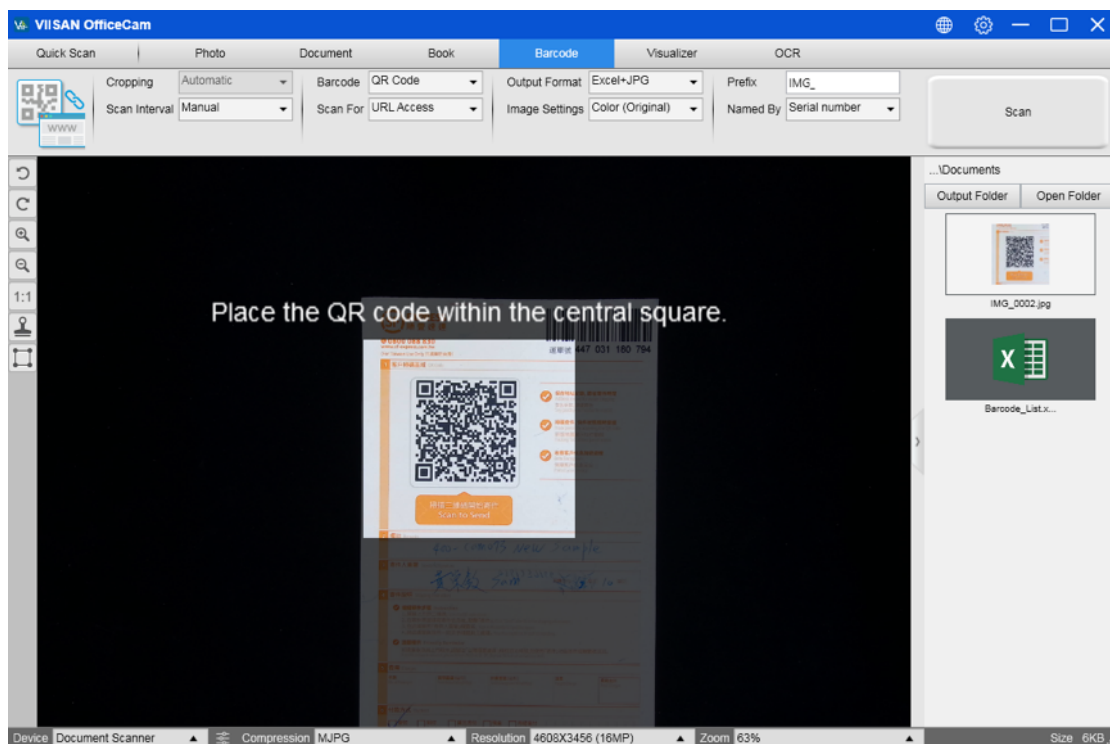 VIISAN OfficeCam
Quick Scan
Photo
Document
Book
Barcode
Visualizer
OCR
Cropping Automatic
Scan Interval Manual
Barcode QR Code
Scan For URL Access
Output Format Excel+JPG
Image Settings Color (Original)
Prefix IMG_
Named By Serial number
Scan
WWW
1:1
Place the QR code within the central square.
447 031 180 794
Scan to Send
...\Documents
Output Folder
Open Folder
IMG_0002.jpg
Barcode_List.x...
Device Document Scanner
Compression MJPG
Resolution 4608X3456 (16MP)
Zoom 63%
Size 6KB